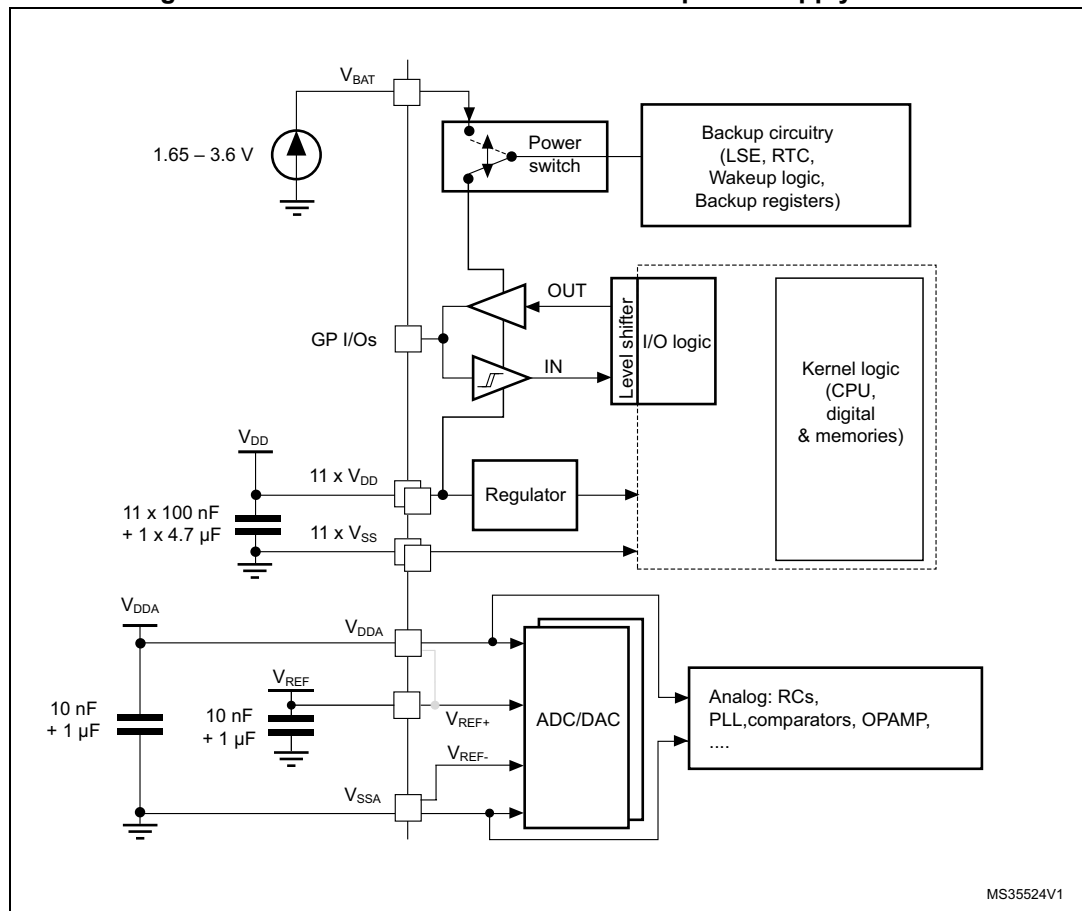 V_BAT
1.65 – 3.6 V
Power
switch
Backup circuitry
(LSE, RTC,
Wakeup logic,
Backup registers)
GP I/Os
OUT
IN
Level shifter
I/O logic
Kernel logic
(CPU,
digital
& memories)
V_DD
11 x V_DD
Regulator
11 x 100 nF
+ 1 x 4.7 µF
11 x V_SS
V_DDA
V_DDA
10 nF
+ 1 µF
V_REF
10 nF
+ 1 µF
V_REF+
V_REF-
V_SSA
ADC/DAC
Analog: RCs,
PLL,comparators, OPAMP,
....
MS35524V1